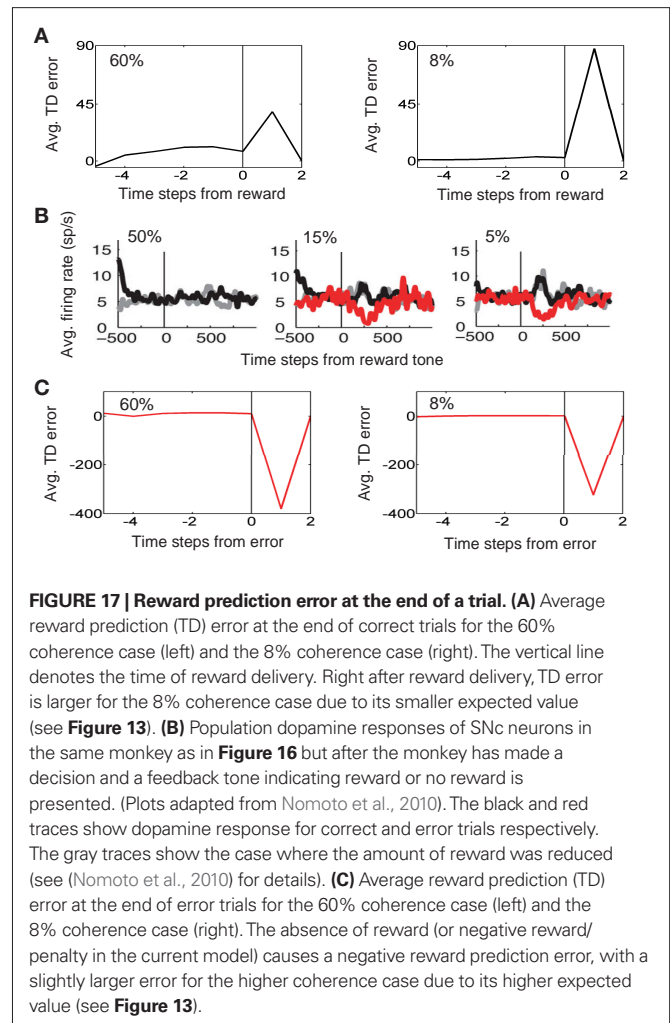 A
90
45
0
Avg. TD error
60%
-4 -2 0 2
Time steps from reward
90
45
0
Avg. TD error
8%
-4 -2 0 2
Time steps from reward
B
Avg. firing rate (sp/s)
15
10
5
0
50%
−500 0 500
15
10
5
0
15%
−500 0 500
15
10
5
0
5%
−500 0 500
Time steps from reward tone
C
Avg. TD error
0
-200
-400
60%
-4 -2 0 2
Time steps from error
Avg. TD error
0
-200
-400
8%
-4 -2 0 2
Time steps from error
FIGURE 17 | Reward prediction error at the end of a trial. (A) Average
reward prediction (TD) error at the end of correct trials for the 60%
coherence case (left) and the 8% coherence case (right). The vertical line
denotes the time of reward delivery. Right after reward delivery, TD error
is larger for the 8% coherence case due to its smaller expected value
(see Figure 13). (B) Population dopamine responses of SNc neurons in
the same monkey as in Figure 16 but after the monkey has made a
decision and a feedback tone indicating reward or no reward is
presented. (Plots adapted from Nomoto et al., 2010). The black and red
traces show dopamine response for correct and error trials respectively.
The gray traces show the case where the amount of reward was reduced
(see (Nomoto et al., 2010) for details). (C) Average reward prediction (TD)
error at the end of error trials for the 60% coherence case (left) and the
8% coherence case (right). The absence of reward (or negative reward/
penalty in the current model) causes a negative reward prediction error, with a
slightly larger error for the higher coherence case due to its higher expected
value (see Figure 13).